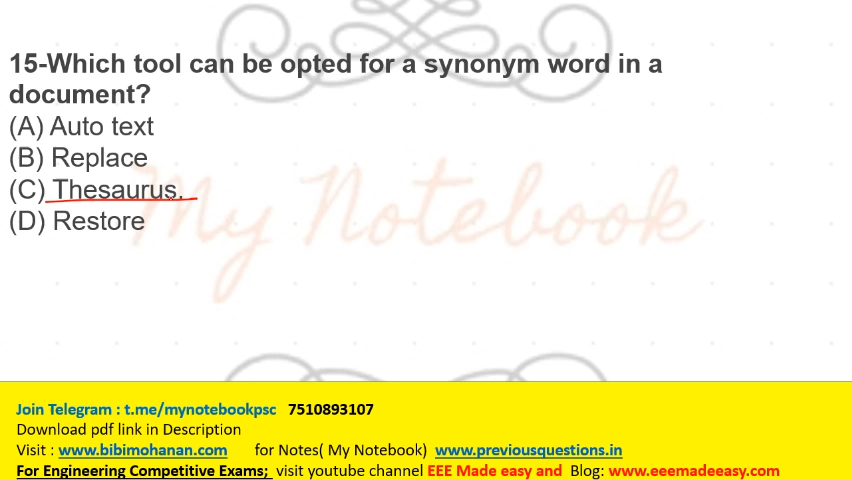 15-Which tool can be opted for a synonym word in a
document?
(A) Auto text
(B) Replace
(C) Thesaurus.
(D) Restore
My Notebook
Join Telegram : t.me/mynotebookpsc 7510893107
Download pdf link in Description
Visit : www.bibimohanan.com for Notes( My Notebook) www.previousquestions.in
For Engineering Competitive Exams; visit youtube channel EEE Made easy and Blog: www.eeemadeeasy.com